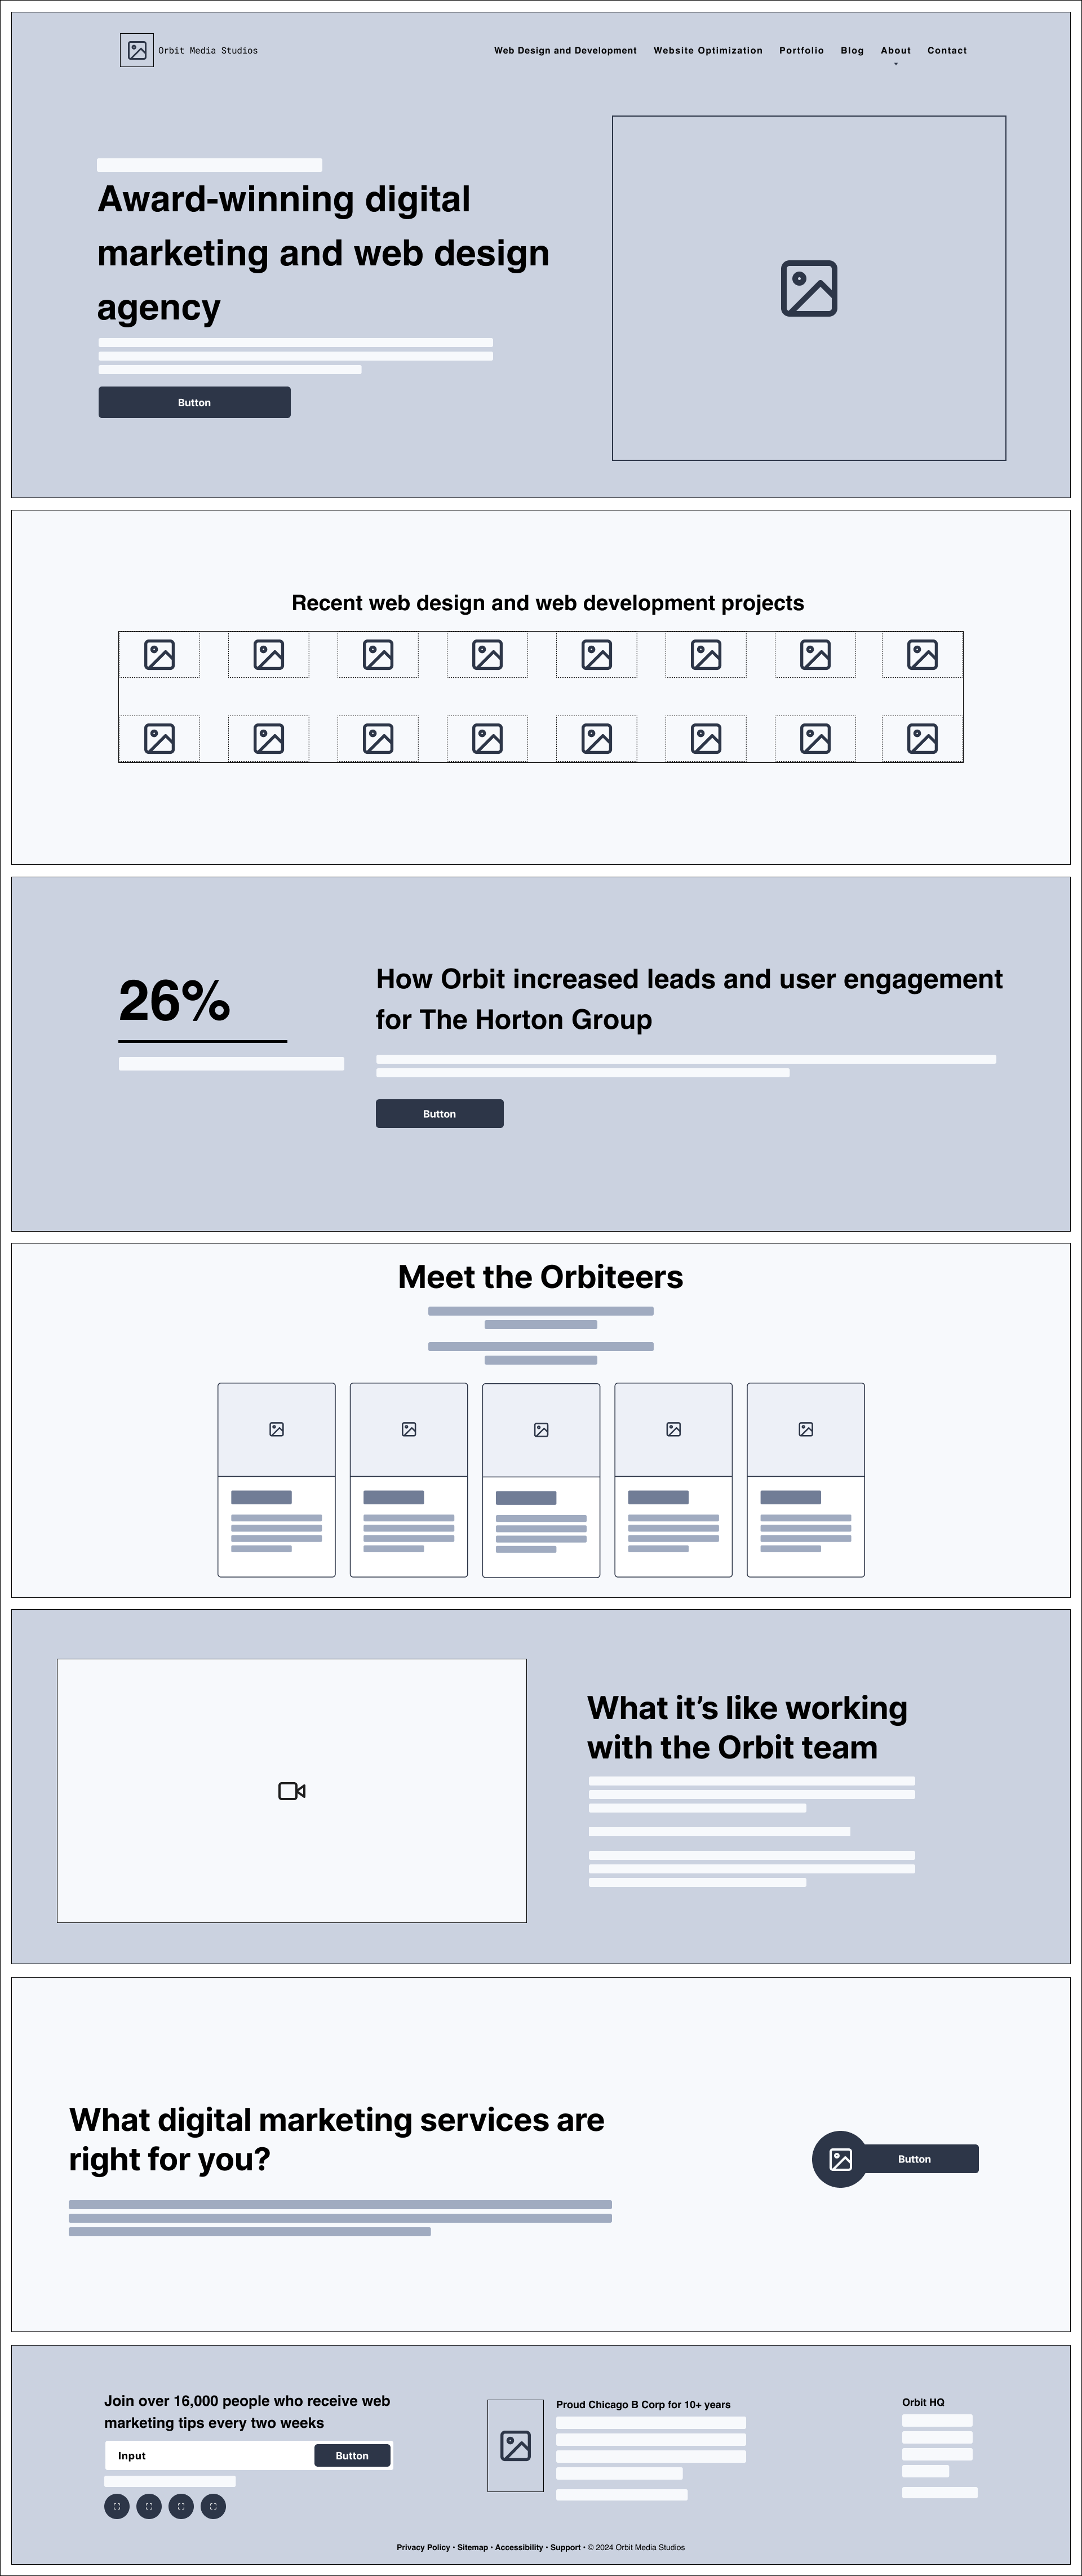 Orbit Media Studios
Web Design and Development Website Optimization Portfolio Blog About Contact
Award-winning digital
marketing and web design
agency
Button
Recent web design and web development projects
26%
How Orbit increased leads and user engagement
for The Horton Group
Button
Meet the Orbiteers
What it’s like working
with the Orbit team
What digital marketing services are
right for you?
Button
Join over 16,000 people who receive web
marketing tips every two weeks
Input
Button
Proud Chicago B Corp for 10+ years
Orbit HQ
Privacy Policy • Sitemap • Accessibility • Support • © 2024 Orbit Media Studios